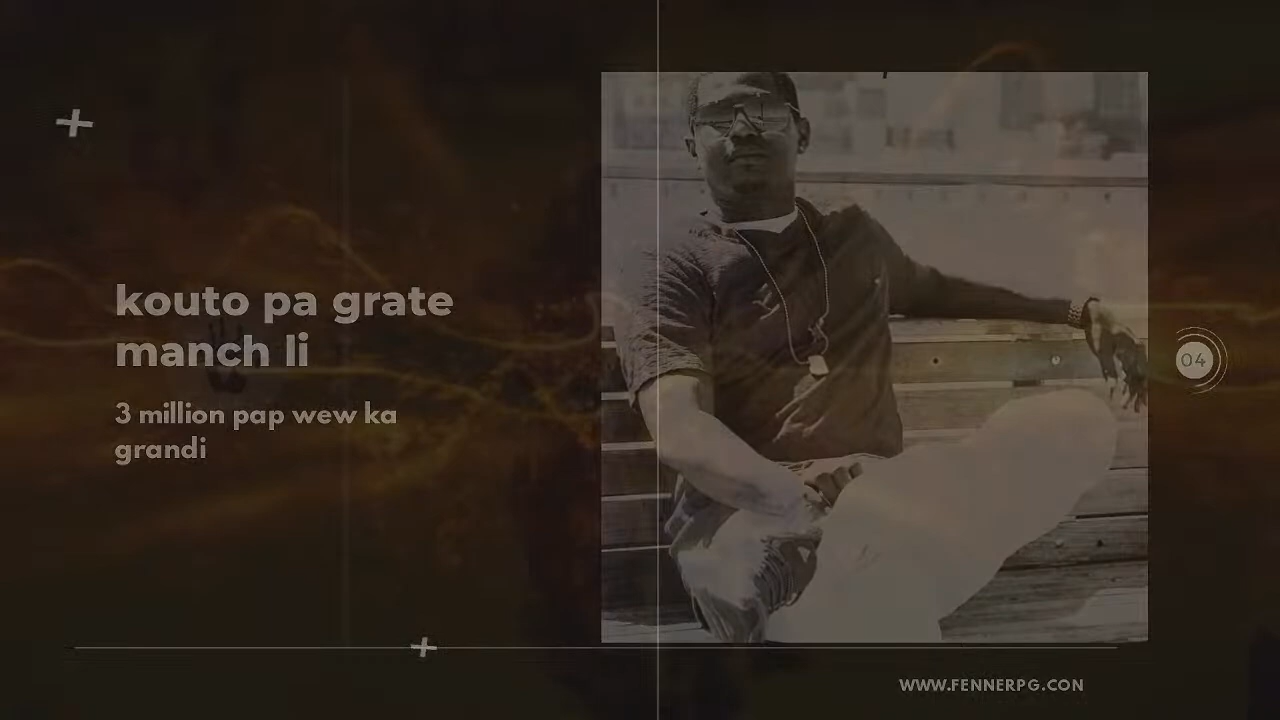 kouto pa grate
manch li
3 million pap wew ka
grandi
04
WWW.FENNERPG.CON